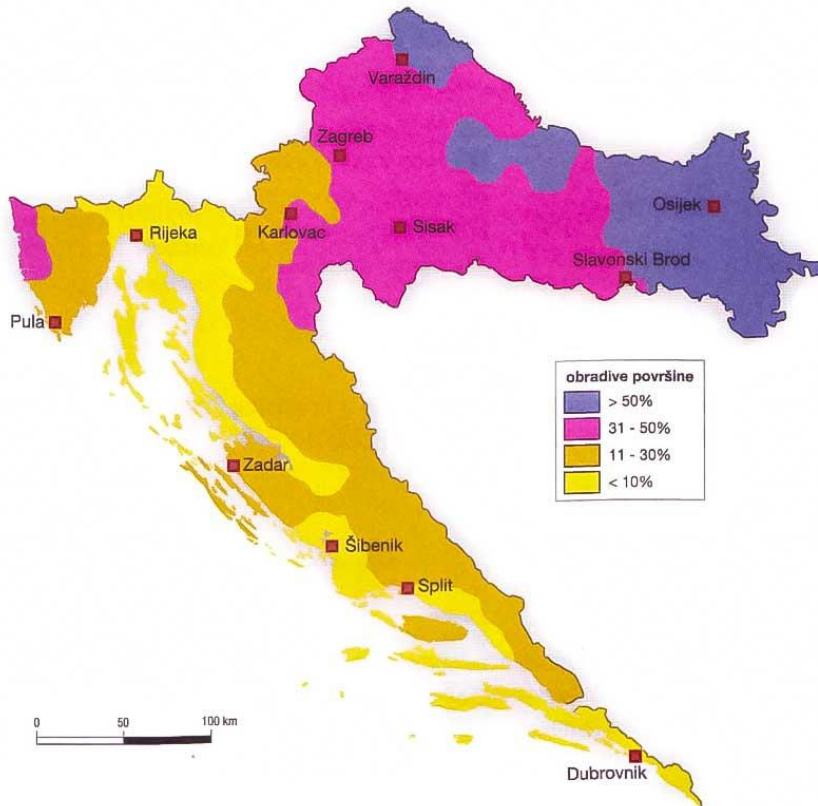 Varaždin
Zagreb
Osijek
Rijeka
Karlovac
Sisak
Slavonski Brod
Pula
obradive površine
> 50%
31 - 50%
11 - 30%
< 10%
Zadar
Šibenik
Split
0 50 100 km
Dubrovnik